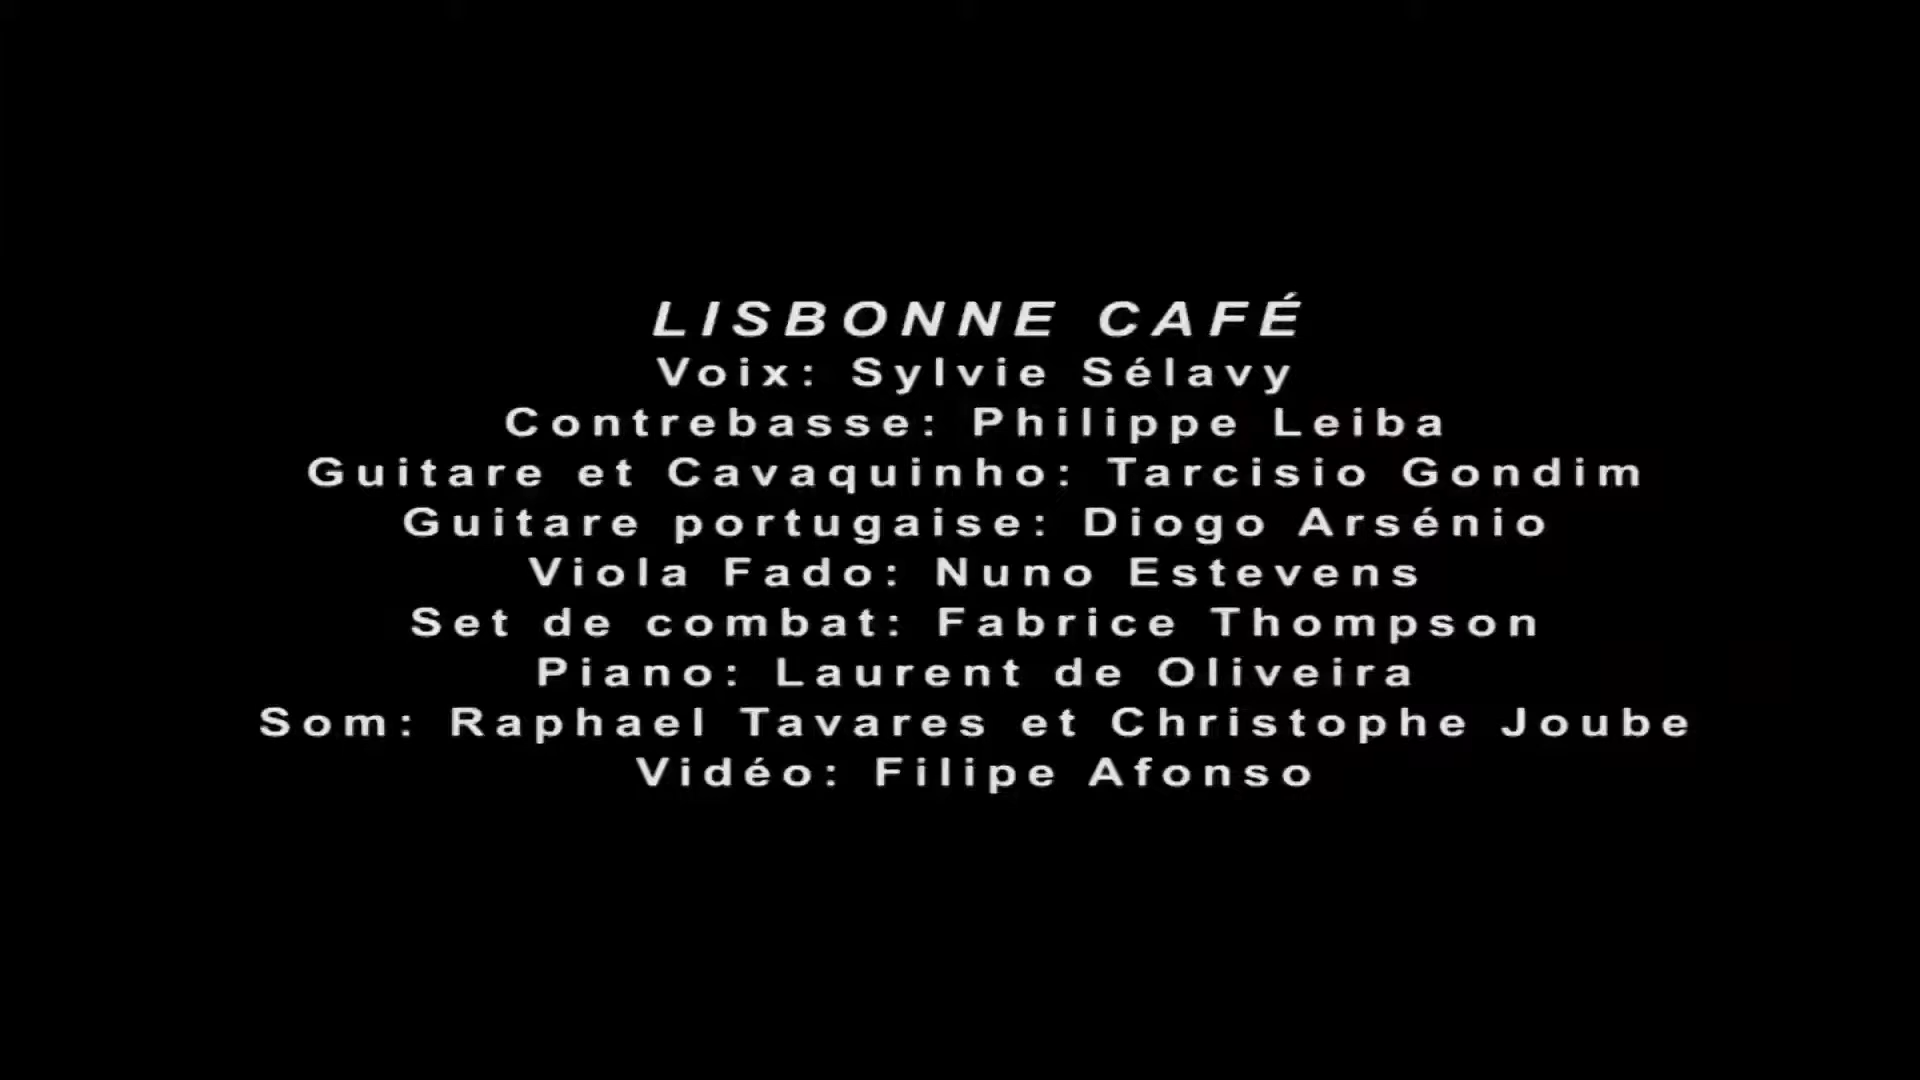 LISBONNE CAFÉ
Voix: Sylvie Sélavy
Contrebasse: Philippe Leiba
Guitare et Cavaquinho: Tarcisio Gondim
Guitare portugaise: Diogo Arsénio
Viola Fado: Nuno Estevens
Set de combat: Fabrice Thompson
Piano: Laurent de Oliveira
Som: Raphael Tavares et Christophe Joube
Vidéo: Filipe Afonso